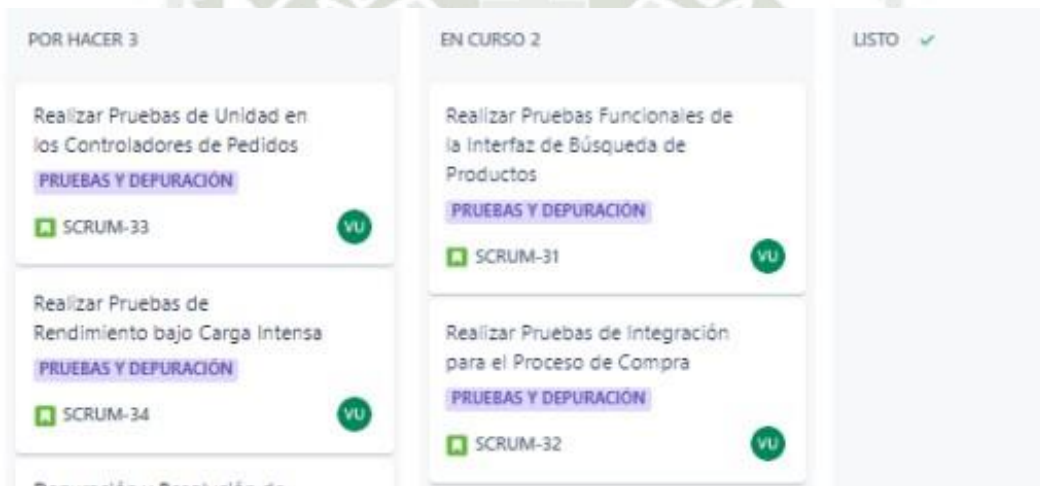 POR HACER 3
Realizar Pruebas de Unidad en
los Controladores de Pedidos
PRUEBAS Y DEPURACIÓN
SCRUM-33
VU
Realizar Pruebas de
Rendimiento bajo Carga Intensa
PRUEBAS Y DEPURACIÓN
SCRUM-34
VU
EN CURSO 2
Realizar Pruebas Funcionales de
la Interfaz de Búsqueda de
Productos
PRUEBAS Y DEPURACIÓN
SCRUM-31
VU
Realizar Pruebas de Integración
para el Proceso de Compra
PRUEBAS Y DEPURACIÓN
SCRUM-32
VU
LISTO